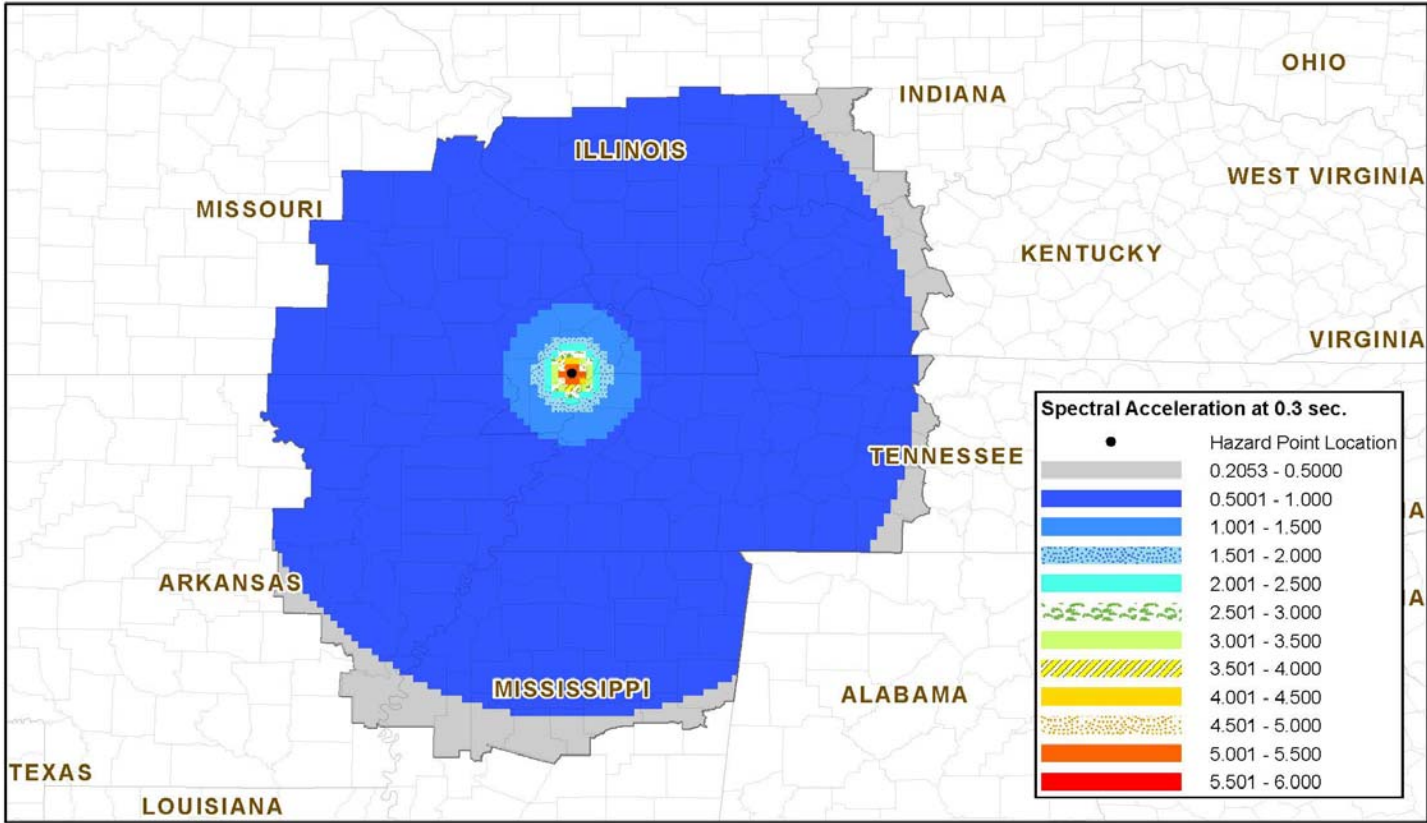 OHIO
INDIANA
ILLINOIS
WEST VIRGINIA
MISSOURI
KENTUCKY
VIRGINIA
TENNESSEE
ARKANSAS
MISSISSIPPI
ALABAMA
TEXAS
LOUISIANA
Spectral Acceleration at 0.3 sec.
Hazard Point Location
0.2053 - 0.5000
0.5001 - 1.000
1.001 - 1.500
1.501 - 2.000
2.001 - 2.500
2.501 - 3.000
3.001 - 3.500
3.501 - 4.000
4.001 - 4.500
4.501 - 5.000
5.001 - 5.500
5.501 - 6.000
A
A